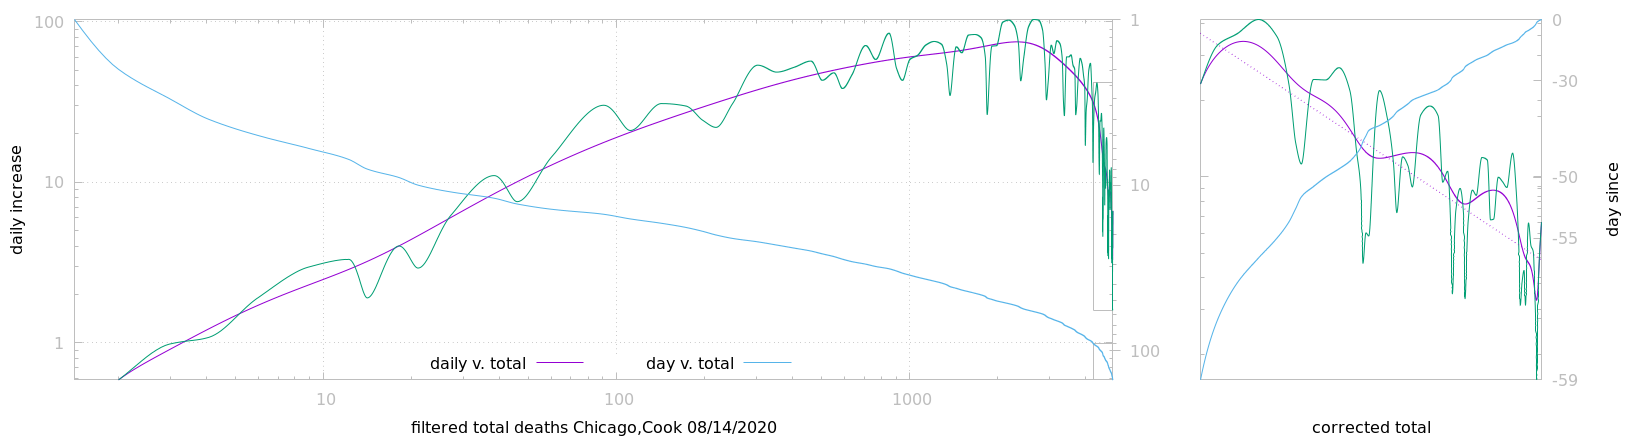 100
10
1
daily increase
1
10
100
daily v. total
day v. total
10
100
1000
filtered total deaths Chicago,Cook 08/14/2020
0
-30
-50
-55
-59
day since
corrected total